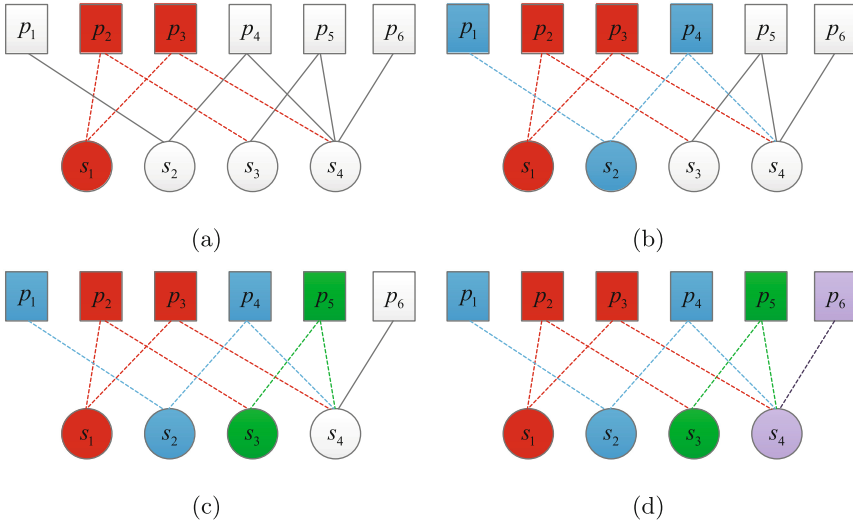 p₁ p₂ p₃ p₄ p₅ p₆
s₁ s₂ s₃ s₄
(a)
p₁ p₂ p₃ p₄ p₅ p₆
s₁ s₂ s₃ s₄
(b)
p₁ p₂ p₃ p₄ p₅ p₆
s₁ s₂ s₃ s₄
(c)
p₁ p₂ p₃ p₄ p₅ p₆
s₁ s₂ s₃ s₄
(d)